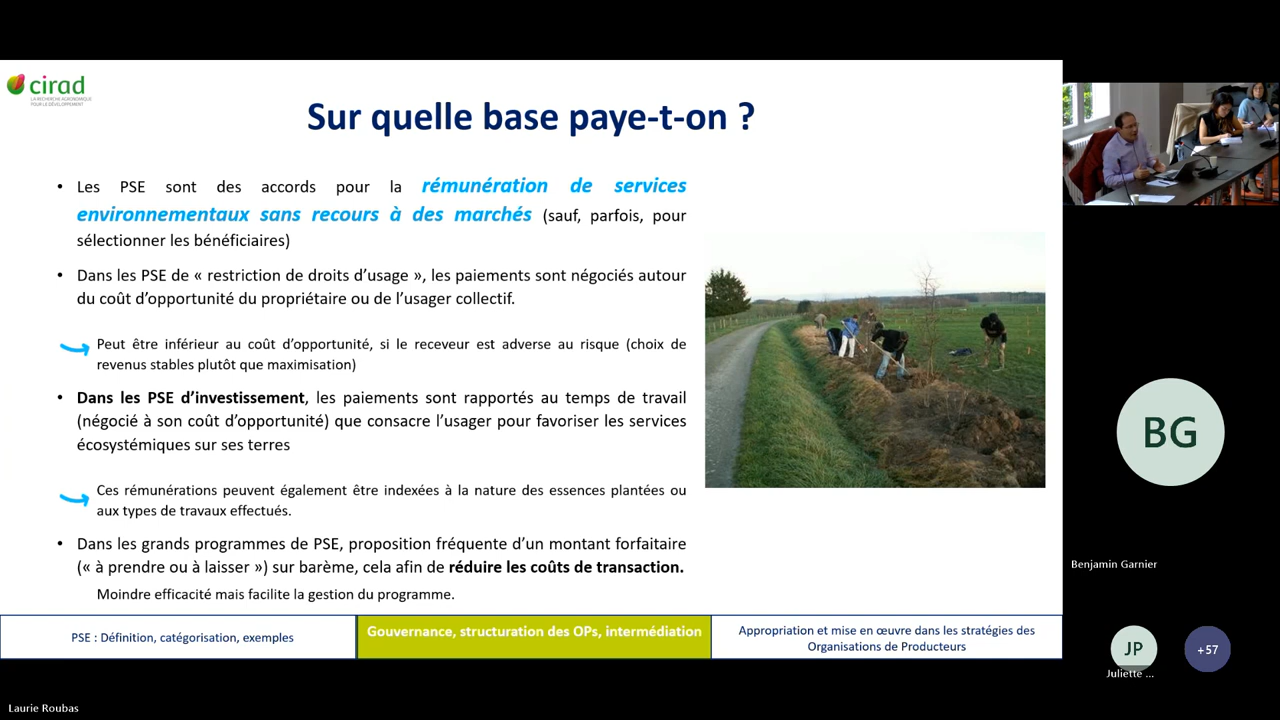 cirad
LA RECHERCHE AGRONOMIQUE
POUR LE DÉVELOPPEMENT
Sur quelle base paye-t-on ?
• Les PSE sont des accords pour la rémunération de services
environnementaux sans recours à des marchés (sauf, parfois, pour
sélectionner les bénéficiaires)
• Dans les PSE de « restriction de droits d’usage », les paiements sont négociés autour
du coût d’opportunité du propriétaire ou de l’usager collectif.
Peut être inférieur au coût d’opportunité, si le receveur est adverse au risque (choix de
revenus stables plutôt que maximisation)
• Dans les PSE d’investissement, les paiements sont rapportés au temps de travail
(négocié à son coût d’opportunité) que consacre l’usager pour favoriser les services
écosystémiques sur ses terres
Ces rémunérations peuvent également être indexées à la nature des essences plantées ou
aux types de travaux effectués.
• Dans les grands programmes de PSE, proposition fréquente d’un montant forfaitaire
(« à prendre ou à laisser ») sur barème, cela afin de réduire les coûts de transaction.
Moindre efficacité mais facilite la gestion du programme.
PSE : Définition, catégorisation, exemples
Gouvernance, structuration des OPs, intermédiation
Appropriation et mise en œuvre dans les stratégies des
Organisations de Producteurs
BG
Benjamin Garnier
JP
Juliette ...
+57
Laurie Roubas